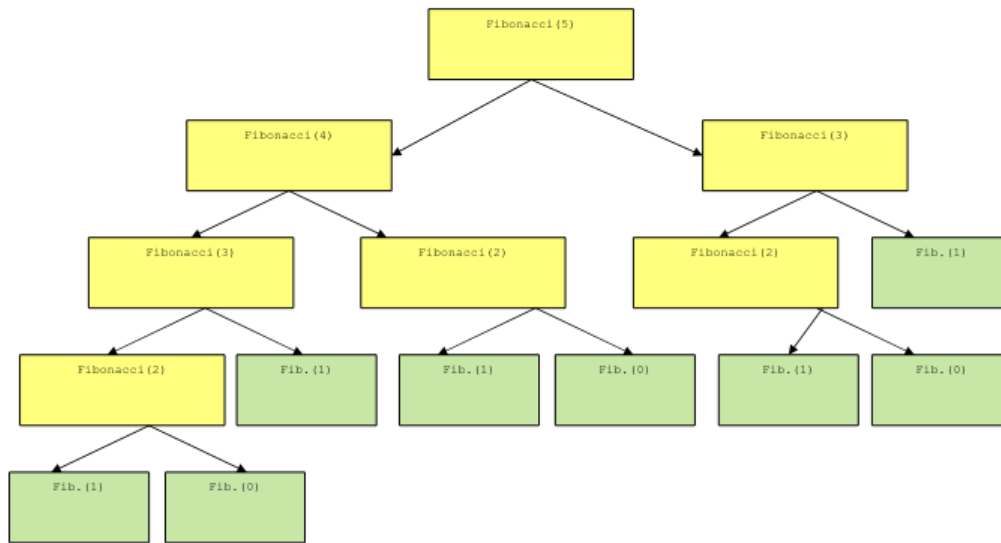 Fibonacci(5)
Fibonacci(4)
Fibonacci(3)
Fibonacci(3)
Fibonacci(2)
Fibonacci(2)
Fib.(1)
Fibonacci(2)
Fib.(1)
Fib.(1)
Fib.(0)
Fib.(1)
Fib.(0)
Fib.(1)
Fib.(0)